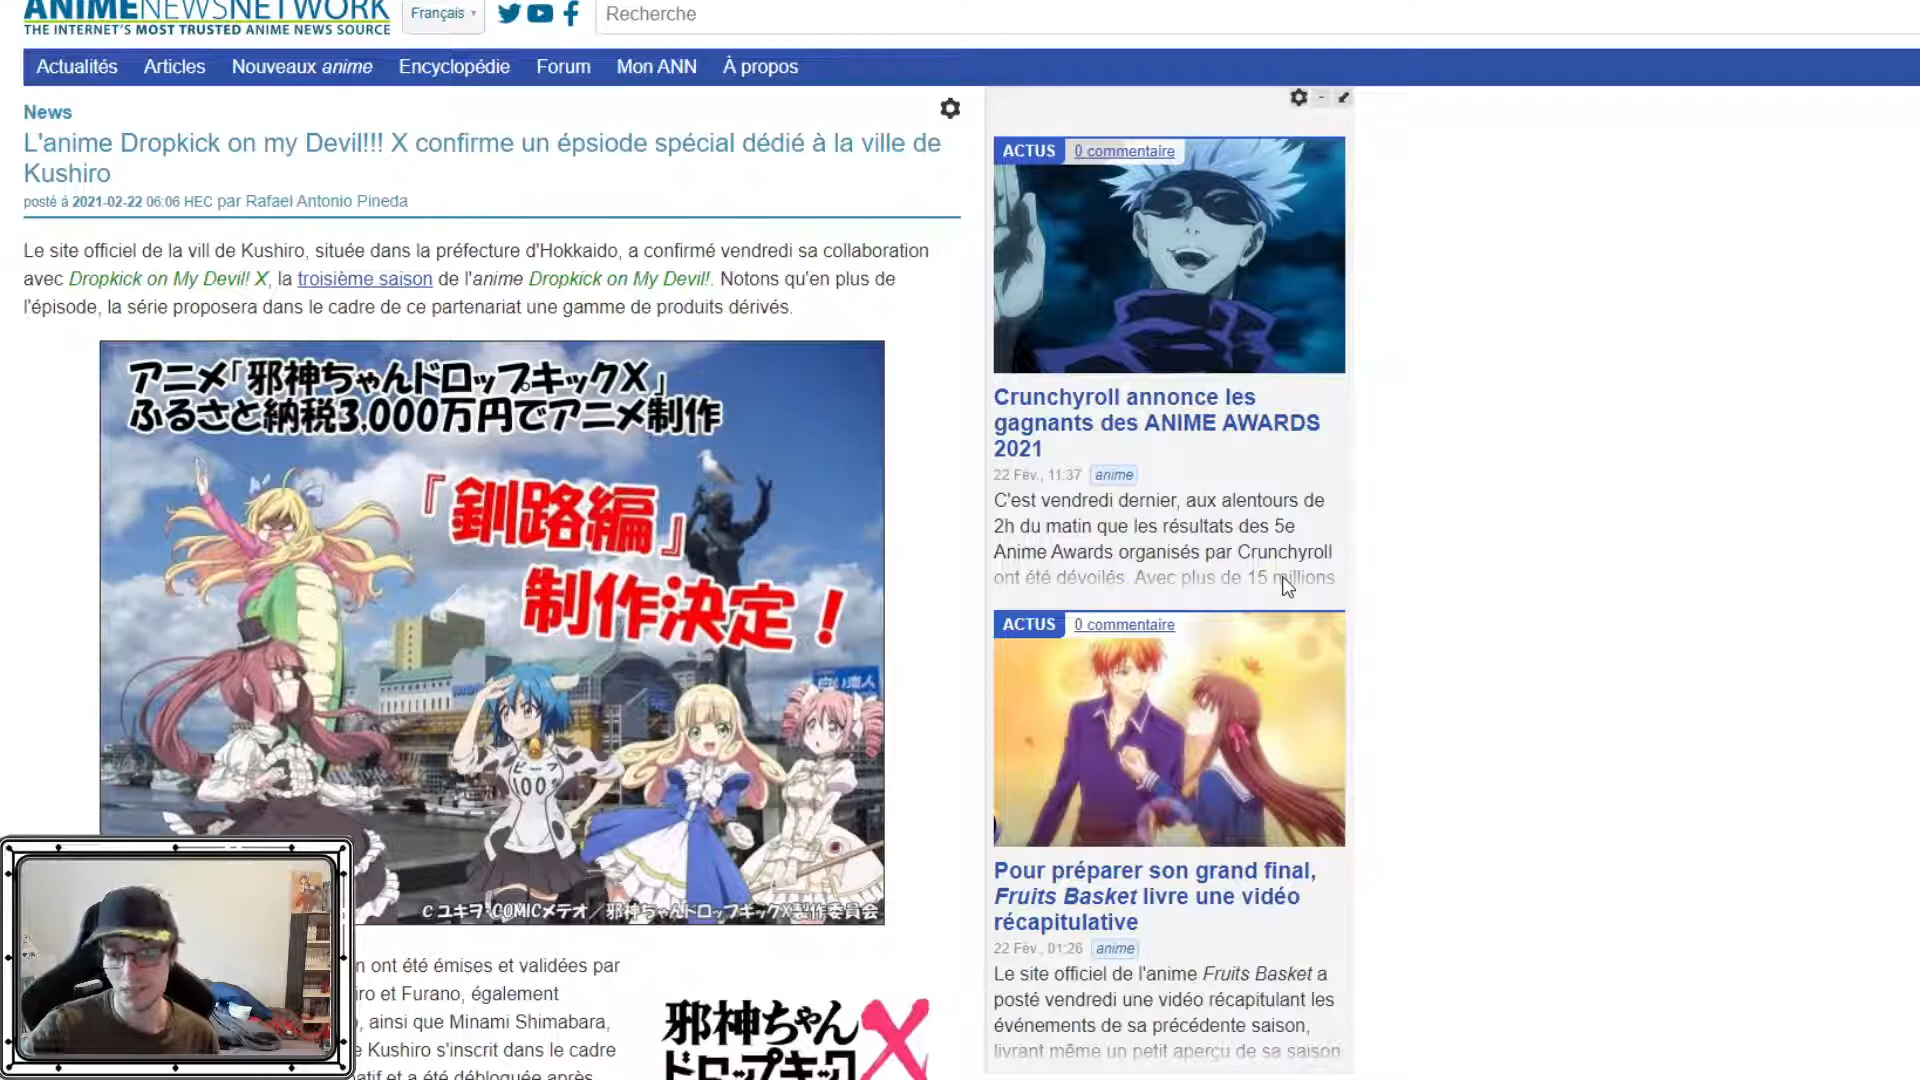 ANIMENEWSNETWORK
THE INTERNET'S MOST TRUSTED ANIME NEWS SOURCE
Français
Recherche
Actualités Articles Nouveaux anime Encyclopédie Forum Mon ANN À propos
News
L'anime Dropkick on my Devil!!! X confirme un épsiode spécial dédié à la ville de
Kushiro
posté à 2021-02-22 06:06 HEC par Rafael Antonio Pineda
Le site officiel de la vill de Kushiro, située dans la préfecture d'Hokkaido, a confirmé vendredi sa collaboration
avec Dropkick on My Devil! X, la troisième saison de l'anime Dropkick on My Devil!. Notons qu'en plus de
l'épisode, la série proposera dans le cadre de ce partenariat une gamme de produits dérivés.
アニメ「邪神ちゃんドロップキックX」
ふるさと納税3,000万円でアニメ制作
『釧路編』
制作決定！
白い恋人
ビーフ
100%
© ユキヲ・COMICメテオ／邪神ちゃんドロップキックX製作委員会
n ont été émises et validées par
iro et Furano, également
, ainsi que Minami Shimabara,
e Kushiro s'inscrit dans le cadre
atif et a été débloquée après
邪神ちゃん
ドロップキック X
ACTUS 0 commentaire
Crunchyroll annonce les
gagnants des ANIME AWARDS
2021
22 Fév., 11:37 anime
C'est vendredi dernier, aux alentours de
2h du matin que les résultats des 5e
Anime Awards organisés par Crunchyroll
ont été dévoilés. Avec plus de 15 millions
ACTUS 0 commentaire
Pour préparer son grand final,
Fruits Basket livre une vidéo
récapitulative
22 Fév., 01:26 anime
Le site officiel de l'anime Fruits Basket a
posté vendredi une vidéo récapitulant les
événements de sa précédente saison,
livrant même un petit aperçu de sa saison